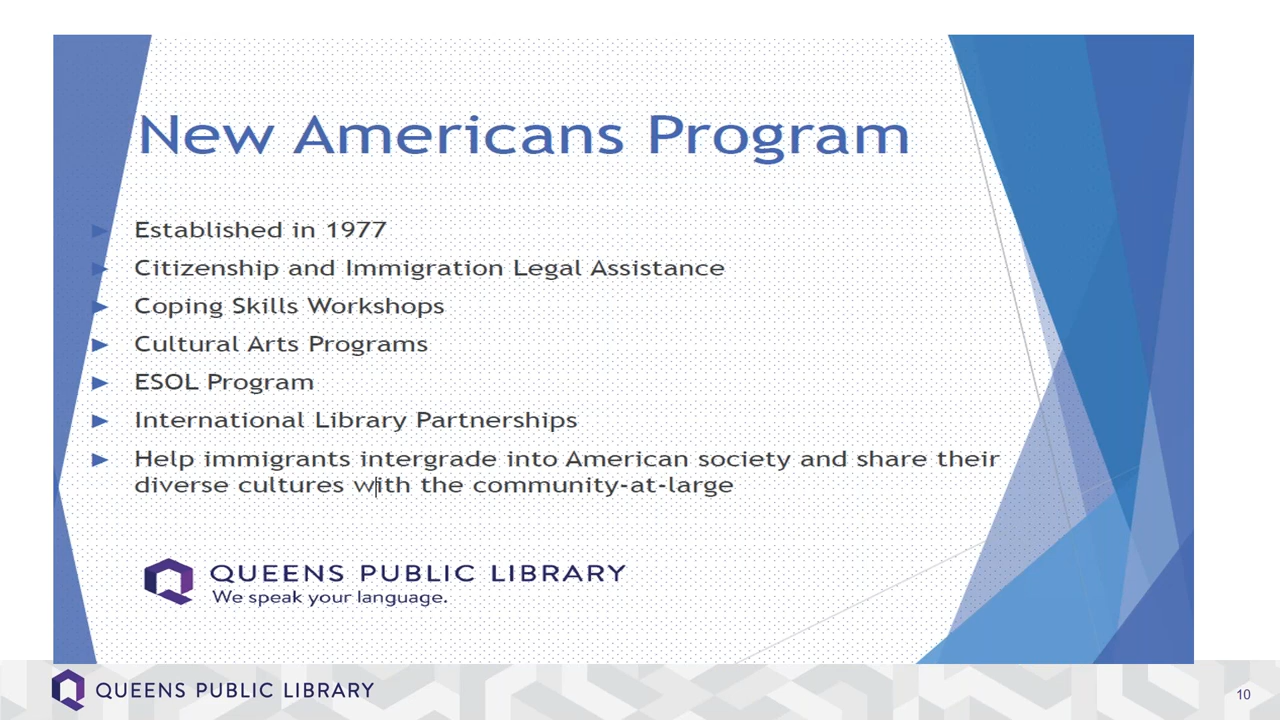 New Americans Program
Established in 1977
Citizenship and Immigration Legal Assistance
Coping Skills Workshops
Cultural Arts Programs
ESOL Program
International Library Partnerships
Help immigrants intergrade into American society and share their
diverse cultures with the community-at-large
QUEENS PUBLIC LIBRARY
We speak your language.
QUEENS PUBLIC LIBRARY
10